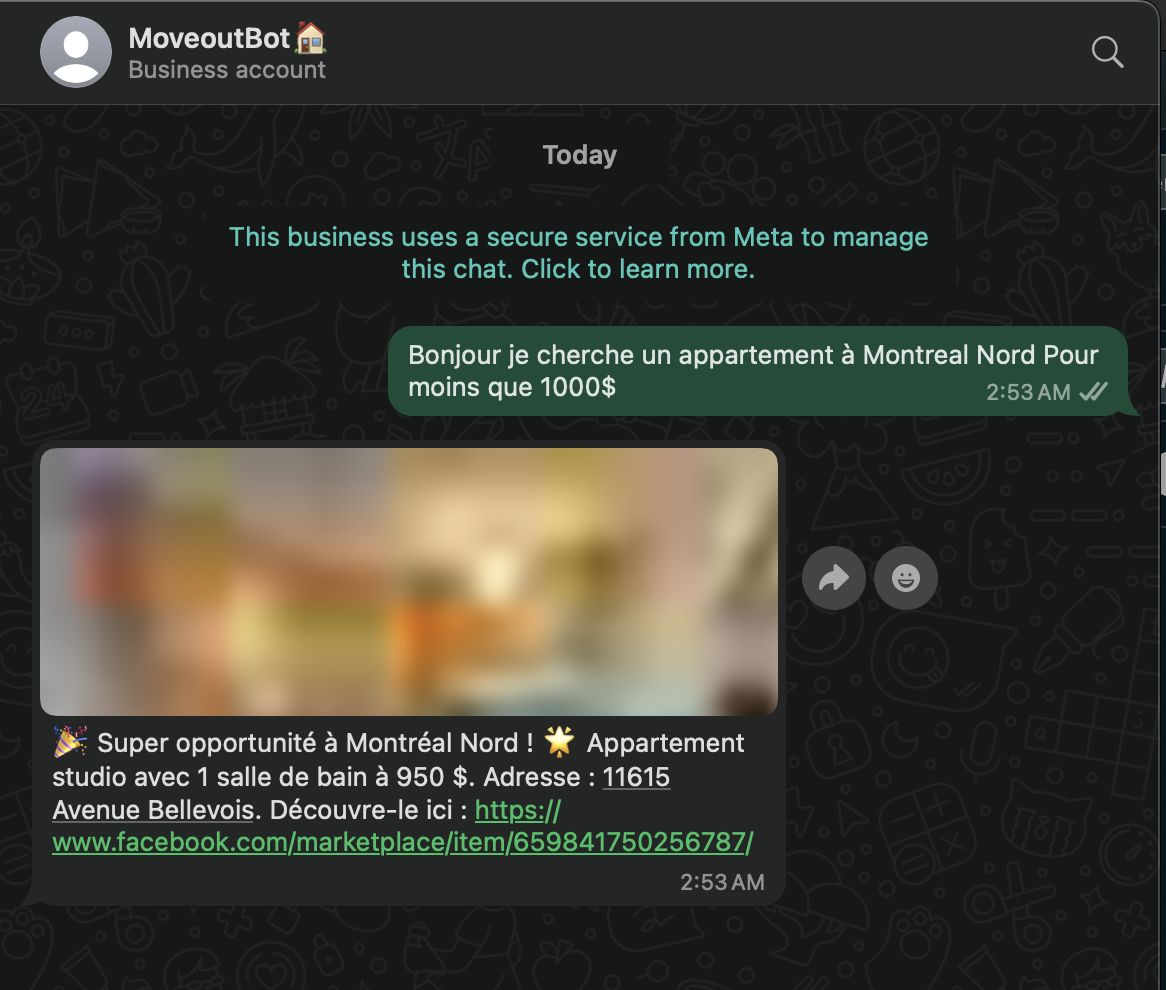 MoveoutBot🏠
Business account
Today
This business uses a secure service from Meta to manage
this chat. Click to learn more.
Bonjour je cherche un appartement à Montreal Nord Pour
moins que 1000$
2:53 AM
🎉 Super opportunité à Montréal Nord ! 🌟 Appartement
studio avec 1 salle de bain à 950 $. Adresse : 11615
Avenue Bellevois. Découvre-le ici : https://
www.facebook.com/marketplace/item/659841750256787/
2:53 AM